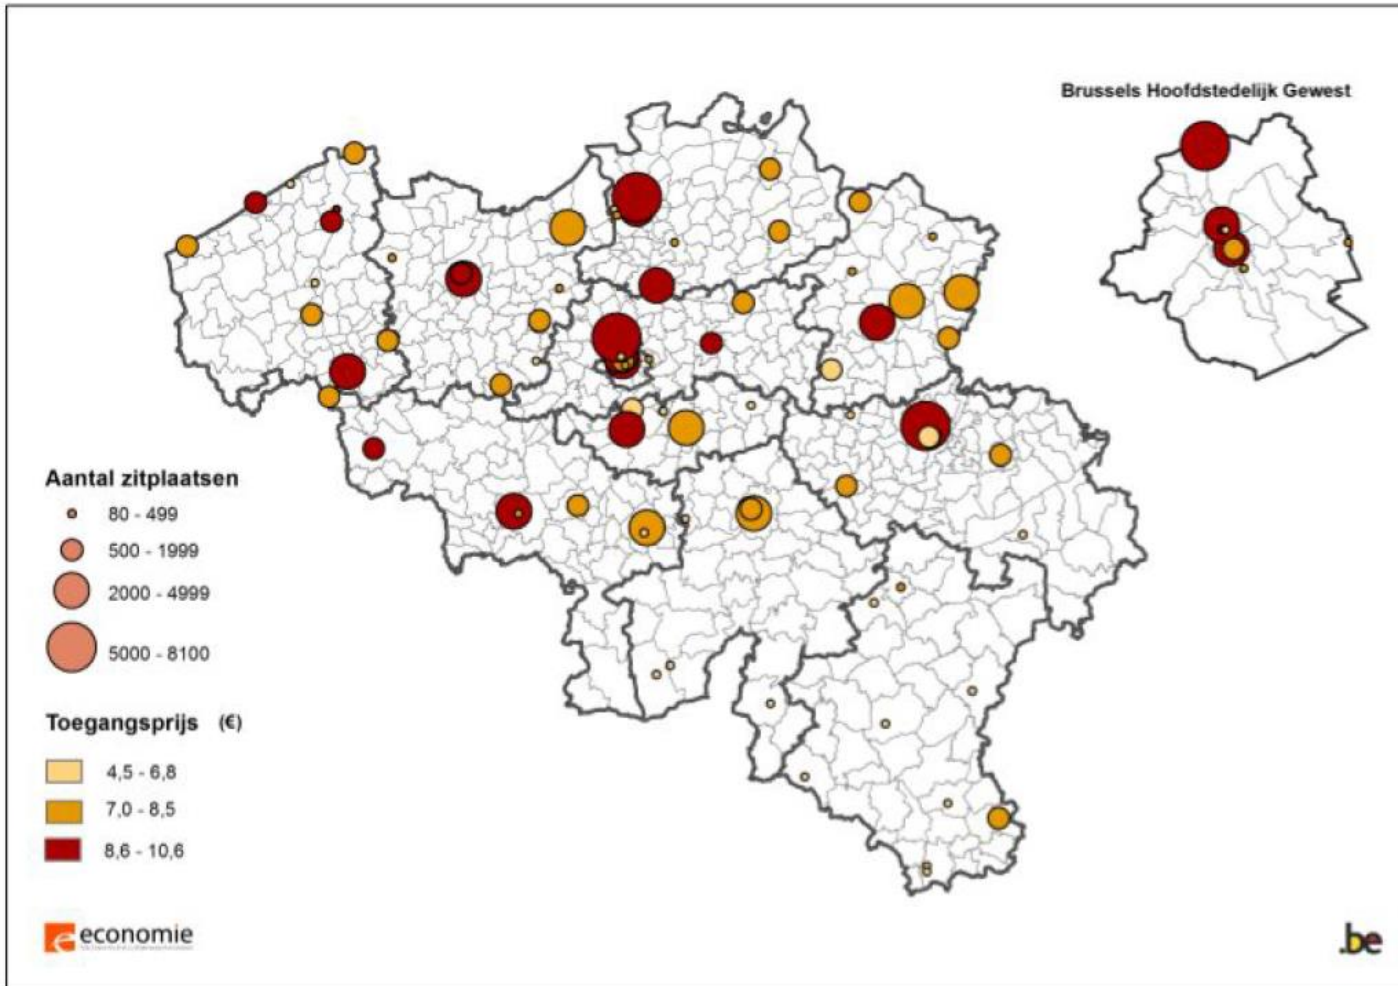 Brussels Hoofdstedelijk Gewest
Aantal zitplaatsen
80 - 499
500 - 1999
2000 - 4999
5000 - 8100
Toegangsprijs (€)
4,5 - 6,8
7,0 - 8,5
8,6 - 10,6
economie
.be